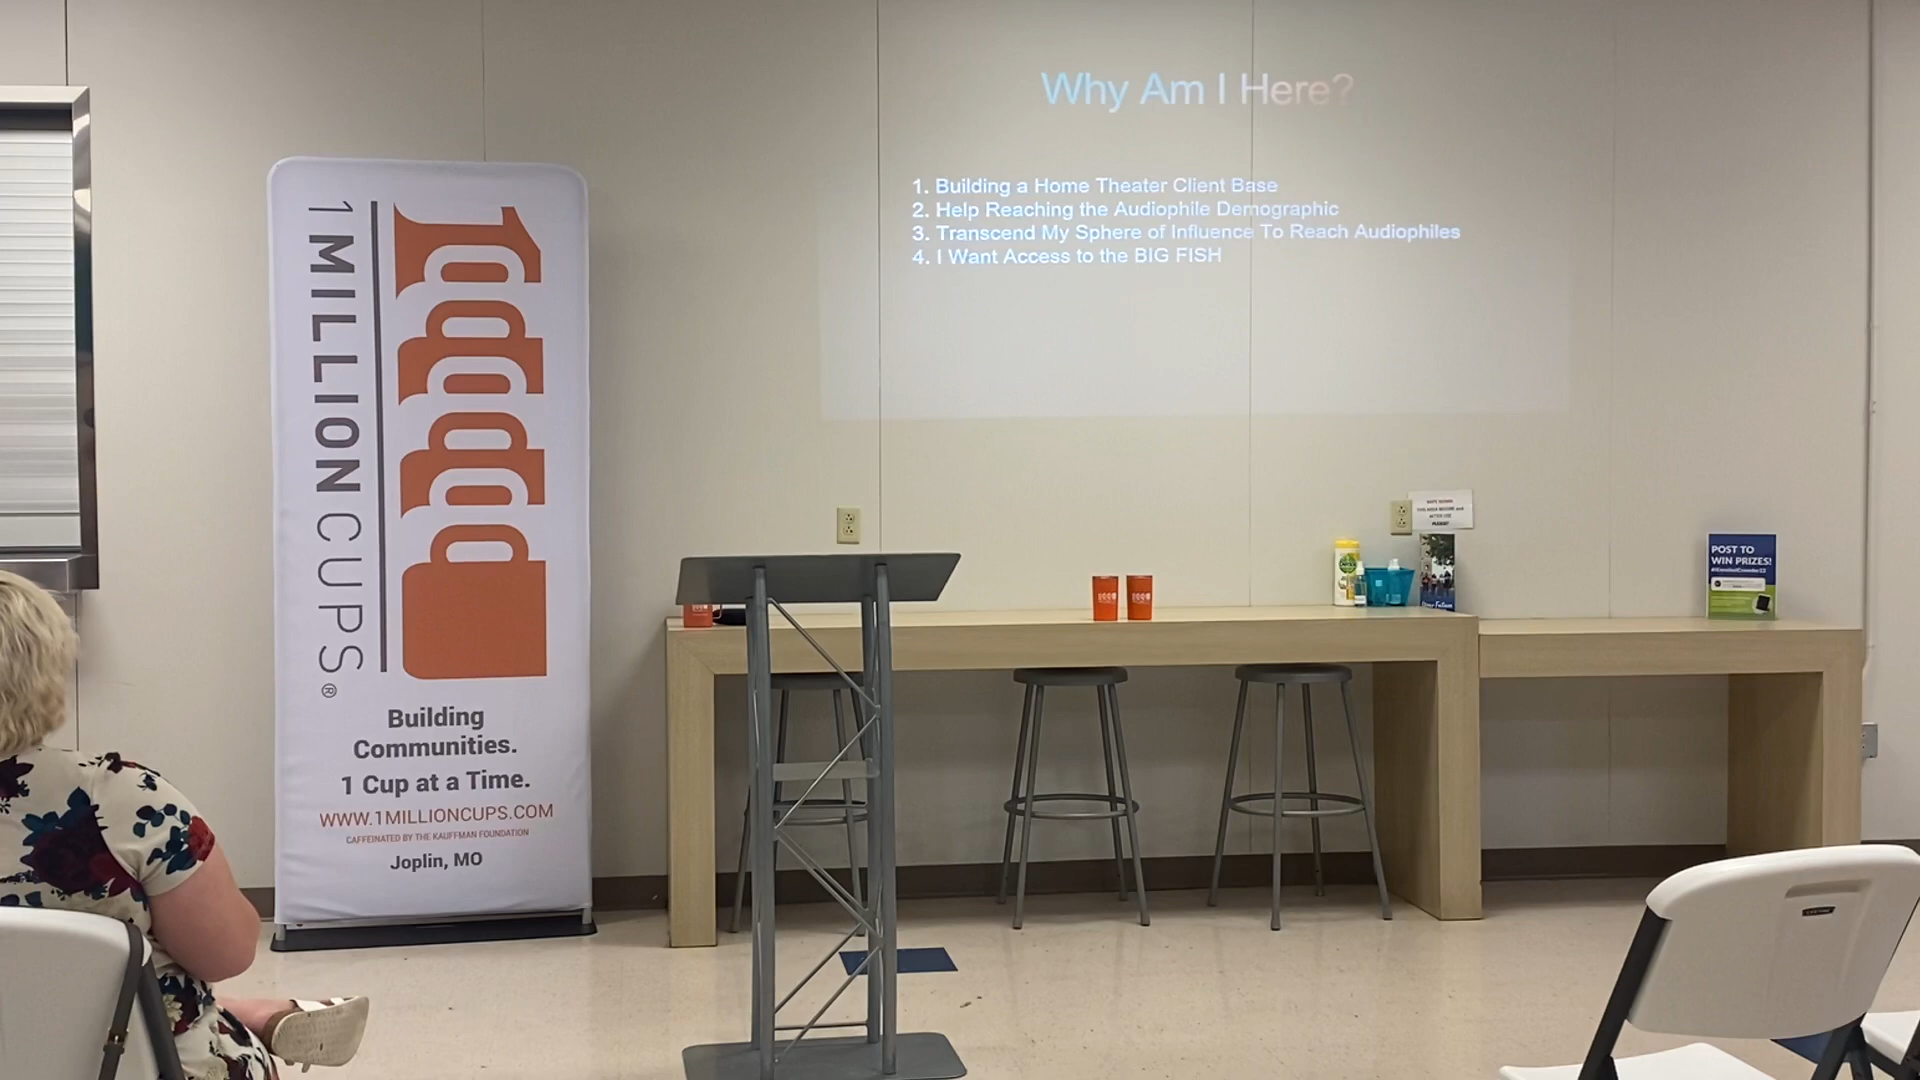 Why Am I Here?
1. Building a Home Theater Client Base
2. Help Reaching the Audiophile Demographic
3. Transcend My Sphere of Influence To Reach Audiophiles
4. I Want Access to the BIG FISH
1 MILLION CUPS®
Building
Communities.
1 Cup at a Time.
WWW.1MILLIONCUPS.COM
CAFFEINATED BY THE KAUFFMAN FOUNDATION
Joplin, MO
PLEASE!
POST TO
WIN PRIZES!